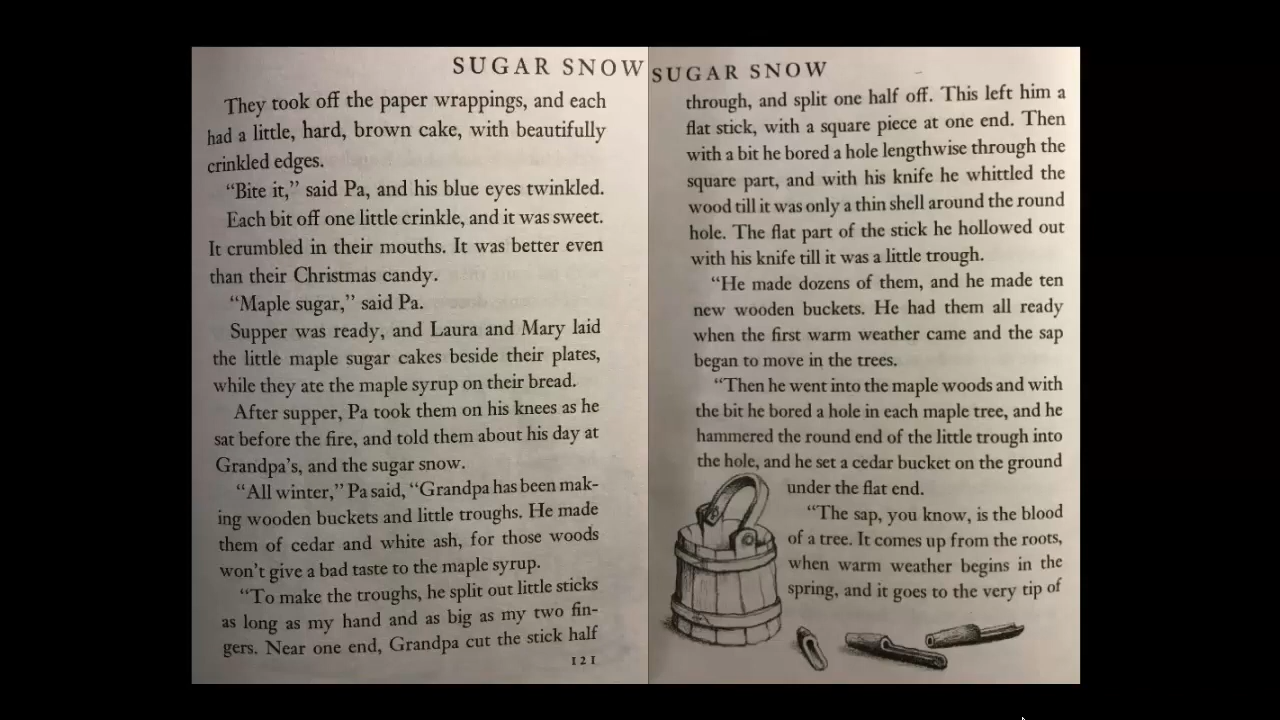 SUGAR SNOW
They took off the paper wrappings, and each
had a little, hard, brown cake, with beautifully
crinkled edges.
“Bite it,” said Pa, and his blue eyes twinkled.
Each bit off one little crinkle, and it was sweet.
It crumbled in their mouths. It was better even
than their Christmas candy.
“Maple sugar,” said Pa.
Supper was ready, and Laura and Mary laid
the little maple sugar cakes beside their plates,
while they ate the maple syrup on their bread.
After supper, Pa took them on his knees as he
sat before the fire, and told them about his day at
Grandpa’s, and the sugar snow.
“All winter,” Pa said, “Grandpa has been mak-
ing wooden buckets and little troughs. He made
them of cedar and white ash, for those woods
won’t give a bad taste to the maple syrup.
“To make the troughs, he split out little sticks
as long as my hand and as big as my two fin-
gers. Near one end, Grandpa cut the stick half
121
SUGAR SNOW
through, and split one half off. This left him a
flat stick, with a square piece at one end. Then
with a bit he bored a hole lengthwise through the
square part, and with his knife he whittled the
wood till it was only a thin shell around the round
hole. The flat part of the stick he hollowed out
with his knife till it was a little trough.
“He made dozens of them, and he made ten
new wooden buckets. He had them all ready
when the first warm weather came and the sap
began to move in the trees.
“Then he went into the maple woods and with
the bit he bored a hole in each maple tree, and he
hammered the round end of the little trough into
the hole, and he set a cedar bucket on the ground
under the flat end.
“The sap, you know, is the blood
of a tree. It comes up from the roots,
when warm weather begins in the
spring, and it goes to the very tip of